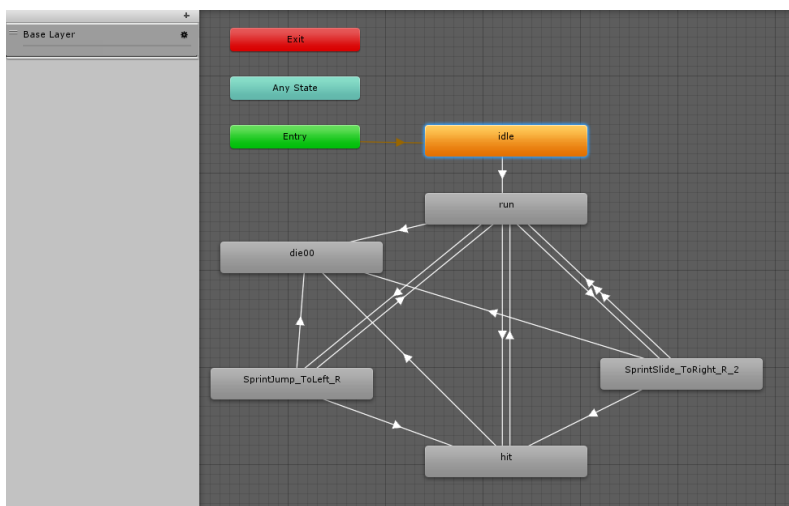 +
Base Layer
Exit
Any State
Entry
idle
run
die00
SprintJump_ToLeft_R
SprintSlide_ToRight_R_2
hit